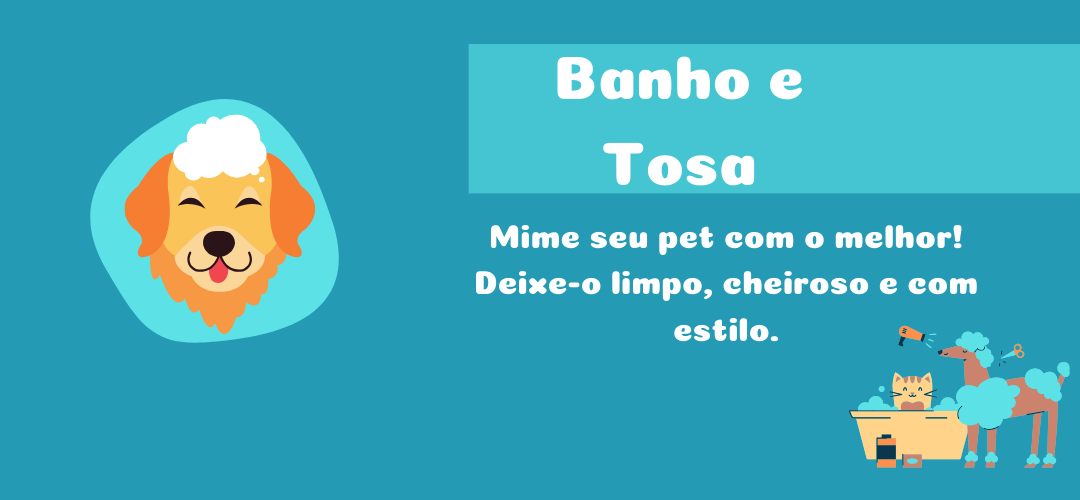 Banho e
Tosa
Mime seu pet com o melhor!
Deixe-o limpo, cheiroso e com
estilo.